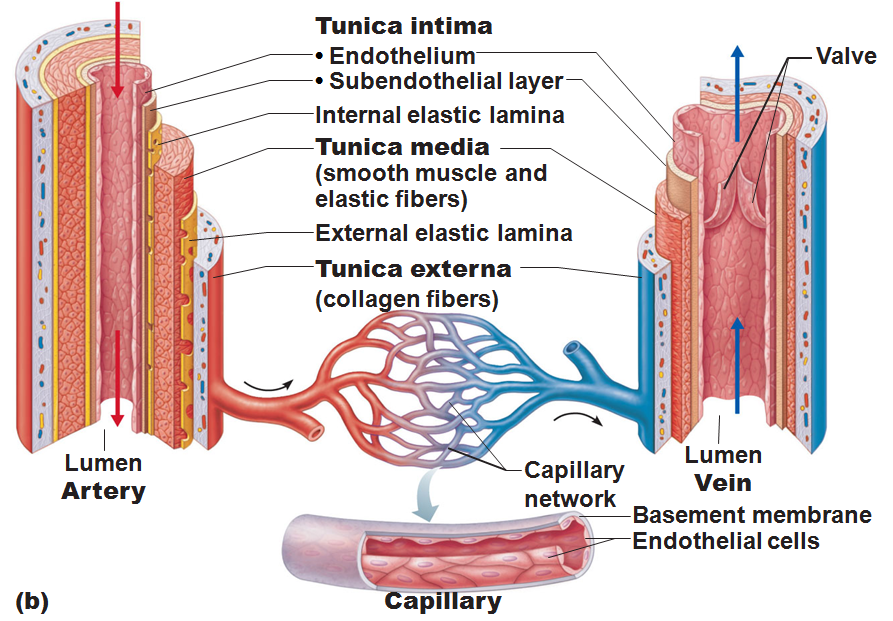 Tunica intima
• Endothelium
• Subendothelial layer
Internal elastic lamina
Tunica media
(smooth muscle and
elastic fibers)
External elastic lamina
Tunica externa
(collagen fibers)
Valve
Lumen
Artery
Lumen
Vein
Capillary
network
Basement membrane
Endothelial cells
Capillary
(b)